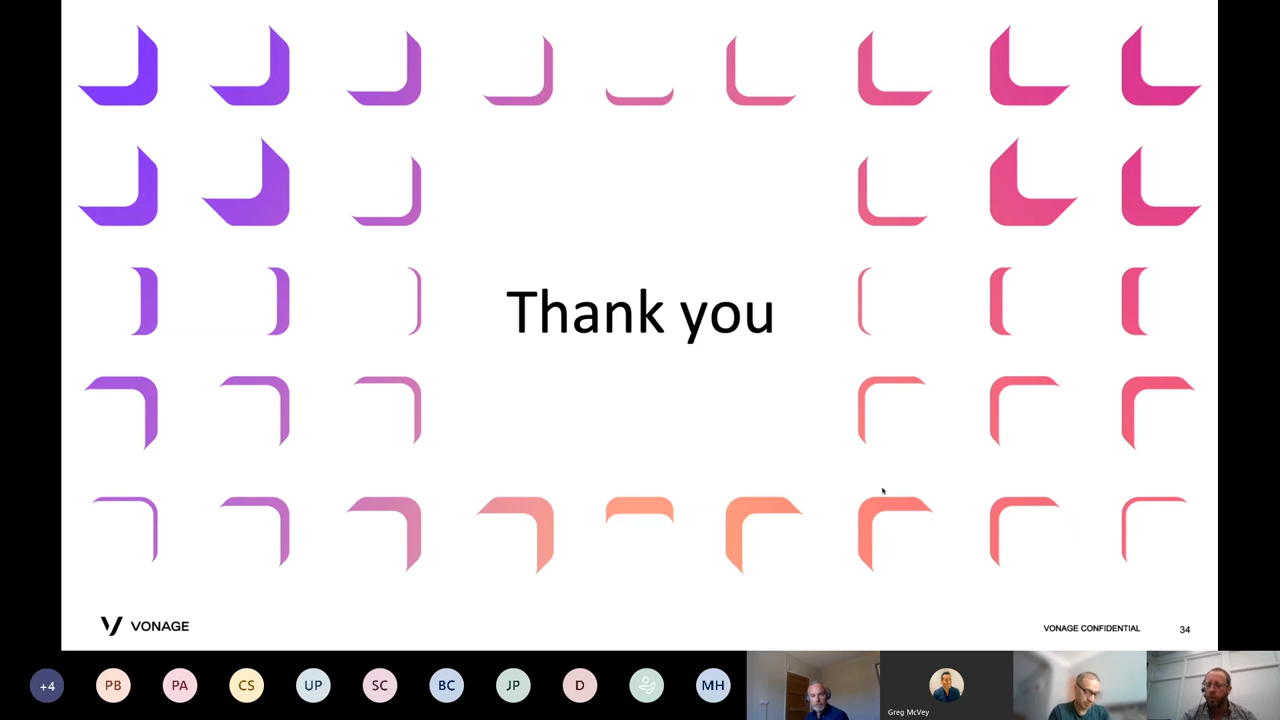 Thank you
VONAGE
VONAGE CONFIDENTIAL
34
+4
PB
PA
CS
UP
SC
BC
JP
D
MH
Greg McVey